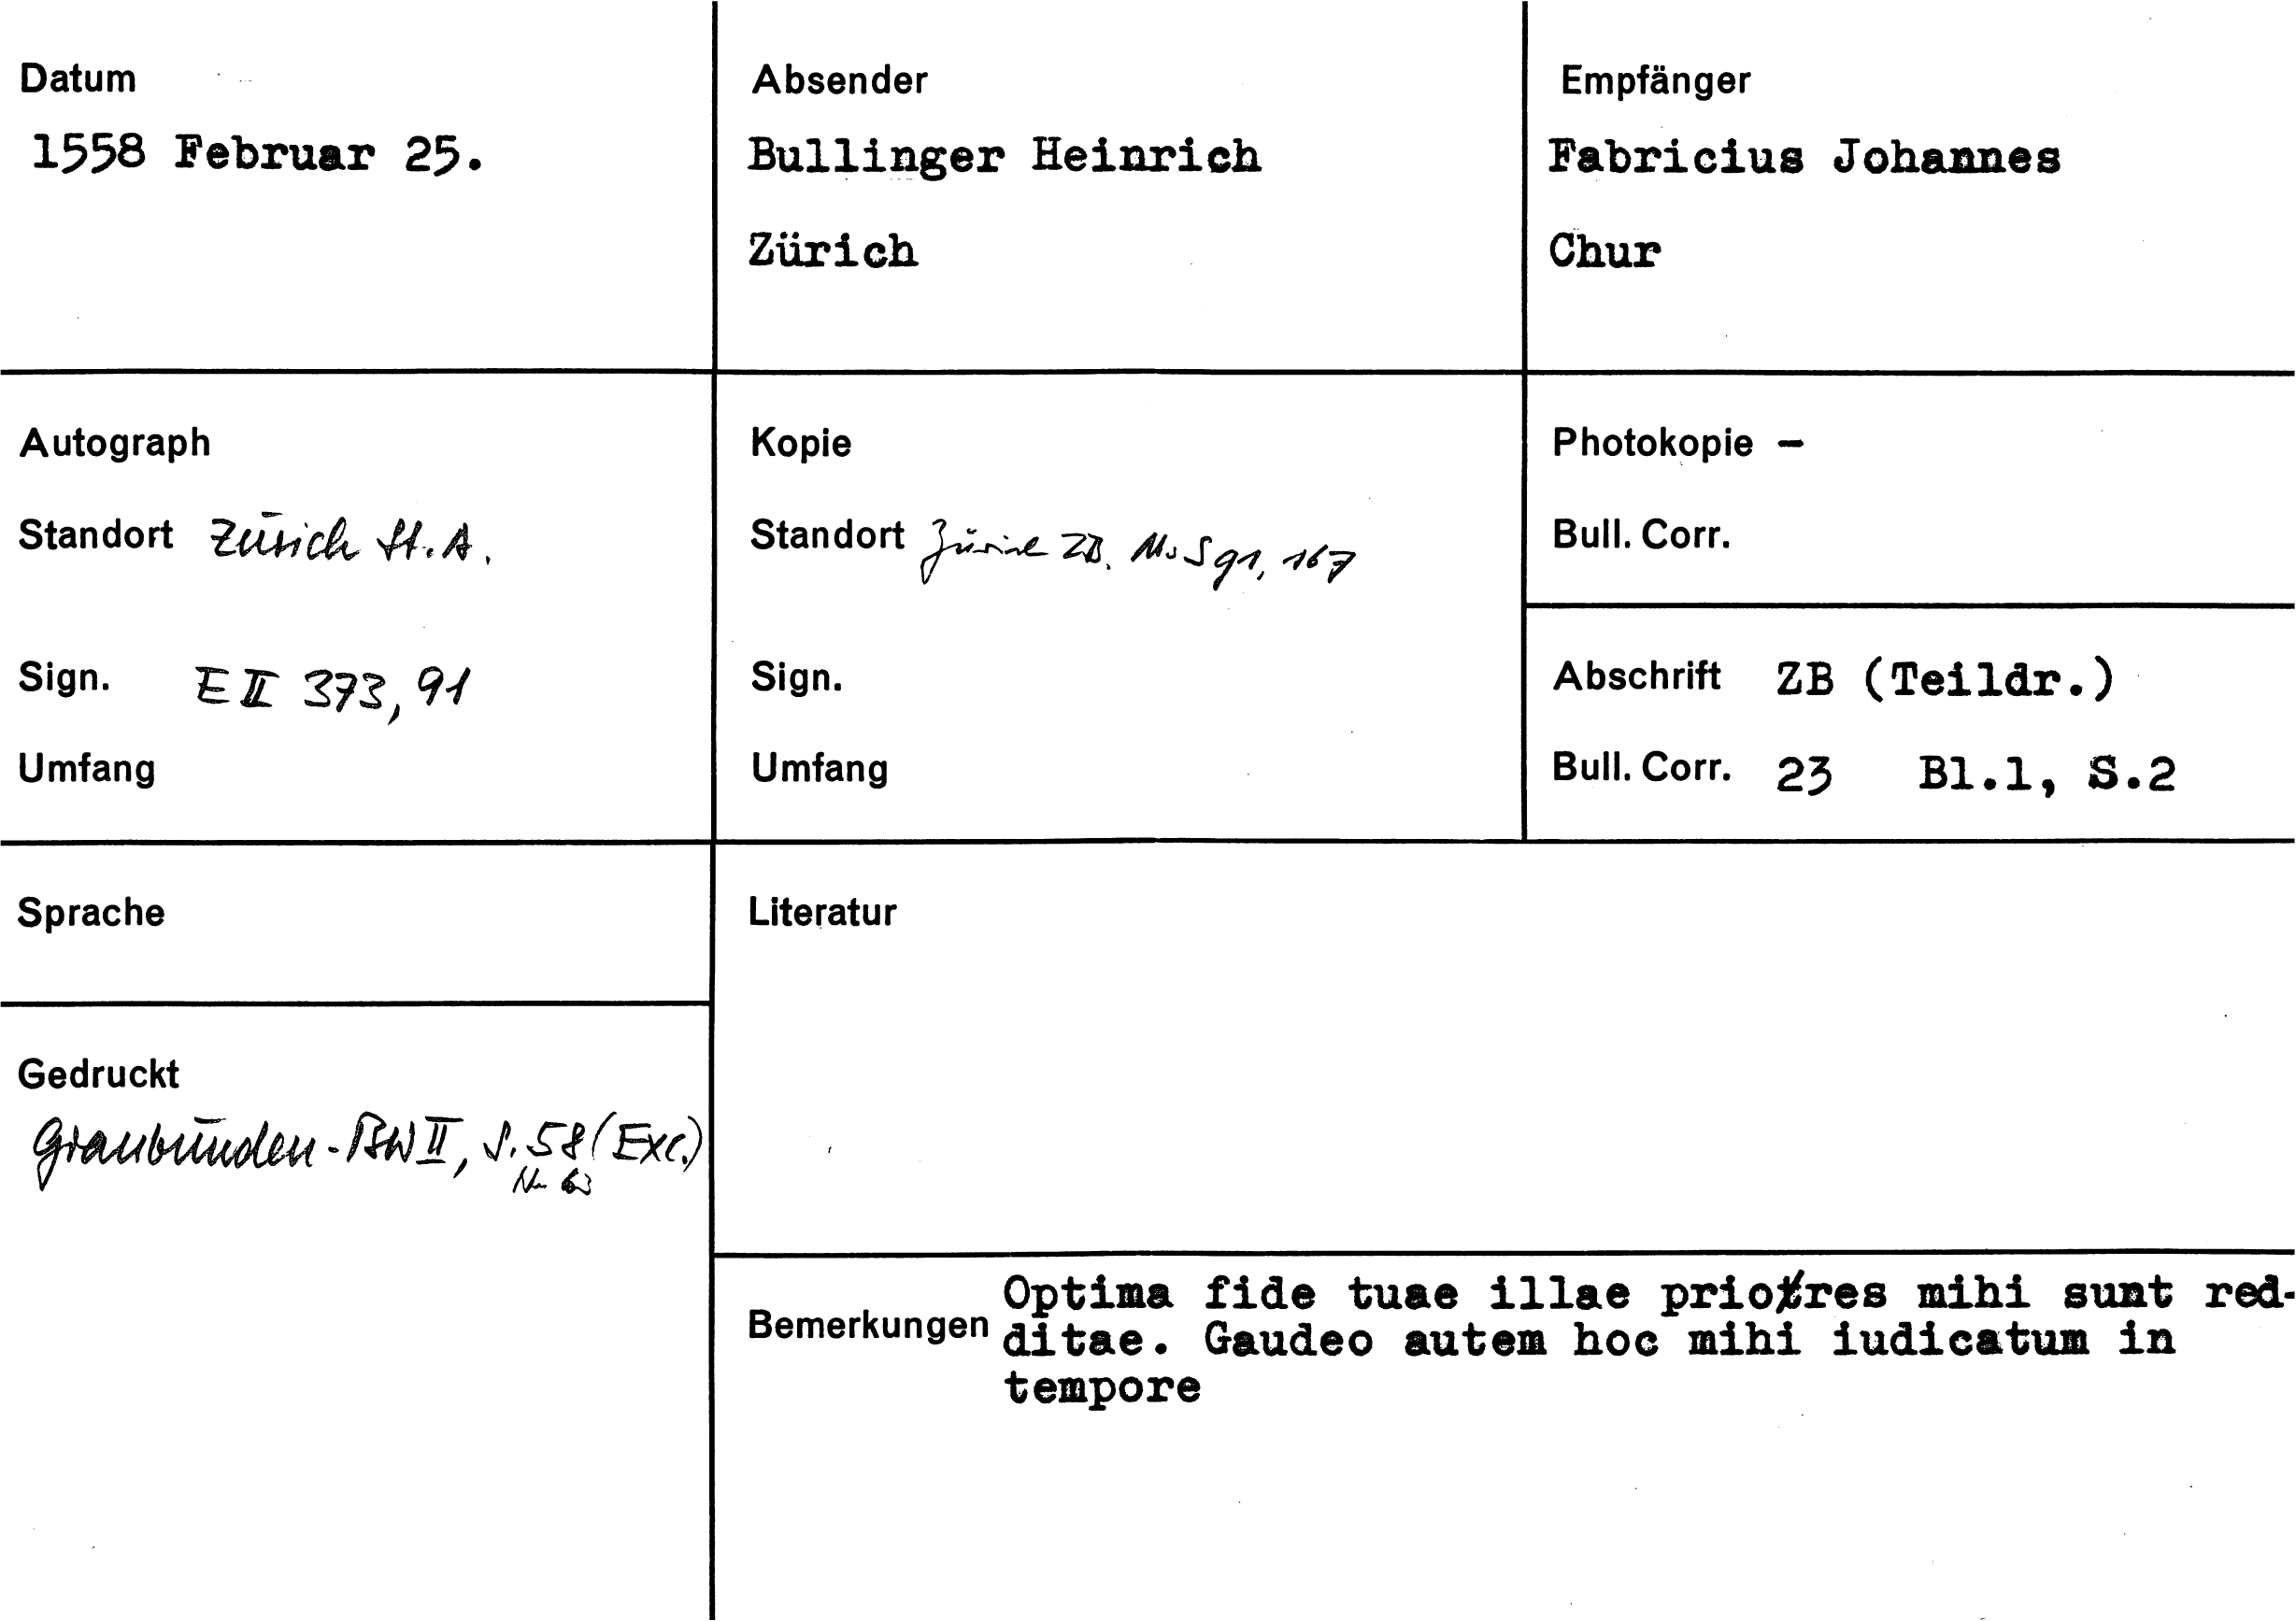 Datum
1558 Februar 25.
Absender
Bullinger Heinrich
Zürich
Empfänger
Fabricius Johannes
Chur
Autograph
Standort Zürich St.A.
Sign. E II 373, 91
Umfang
Kopie
Standort Zürich ZB. Ms S 91, 167
Sign.
Umfang
Photokopie –
Bull. Corr.
Abschrift ZB (Teildr.)
Bull. Corr. 23 Bl.1, S.2
Sprache
Gedruckt
Graubünden-BW II, S. 58 (Exc.)
Nr. 63
Literatur
Bemerkungen
Optima fide tuae illae priores mihi sunt red-
ditae. Gaudeo autem hoc mihi iudicatum in
tempore